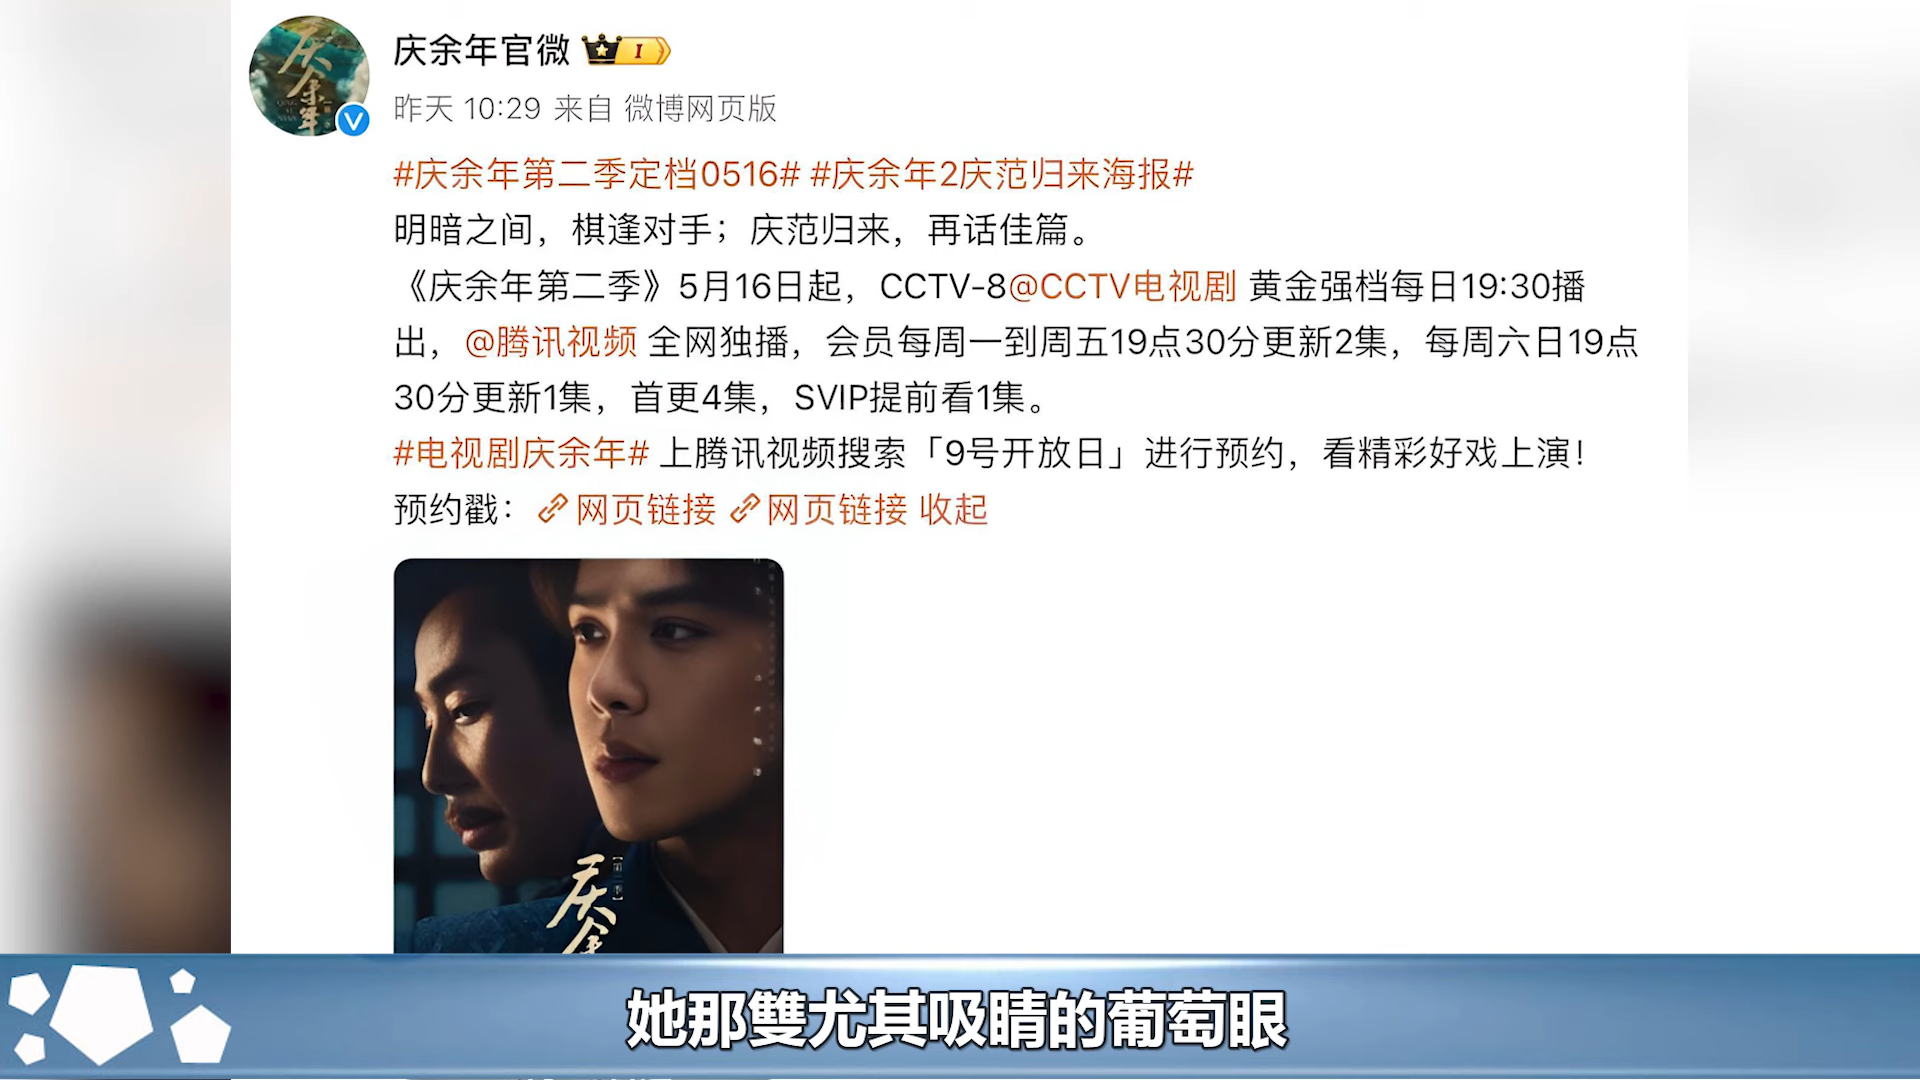 庆余年官微
昨天 10:29 来自 微博网页版
#庆余年第二季定档0516# #庆余年2庆范归来海报#
明暗之间，棋逢对手；庆范归来，再话佳篇。
《庆余年第二季》5月16日起，CCTV-8@CCTV电视剧 黄金强档每日19:30播
出，@腾讯视频 全网独播，会员每周一到周五19点30分更新2集，每周六日19点
30分更新1集，首更4集，SVIP提前看1集。
#电视剧庆余年# 上腾讯视频搜索「9号开放日」进行预约，看精彩好戏上演！
预约戳： 网页链接 网页链接 收起
庆余
她那雙尤其吸睛的葡萄眼